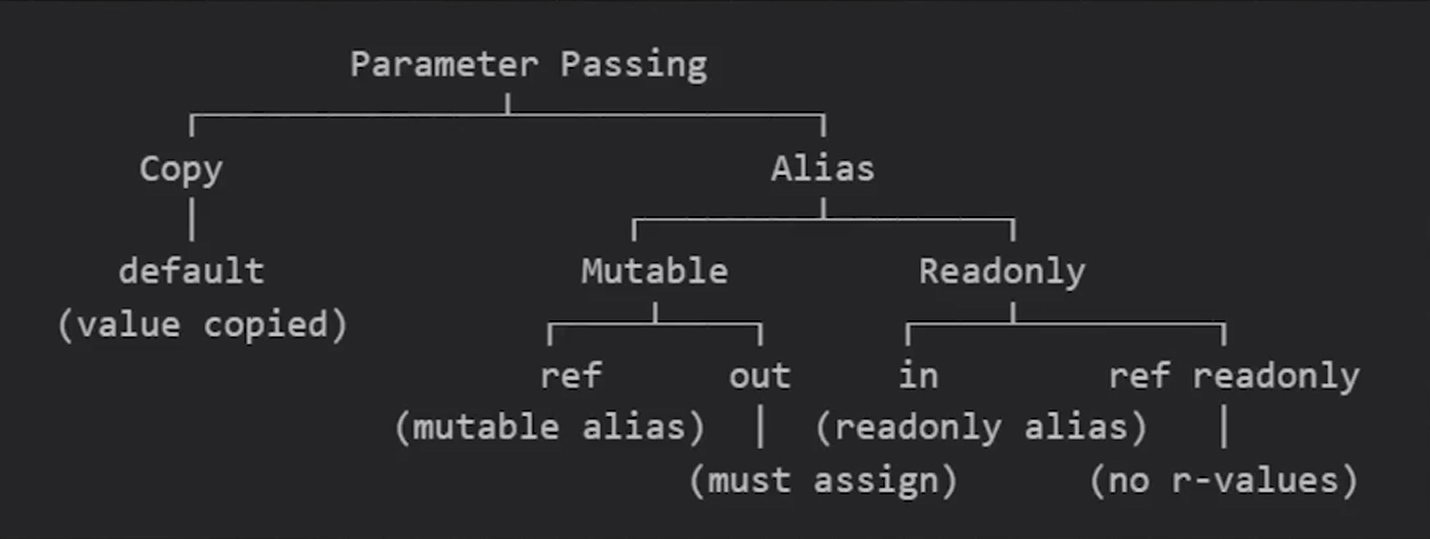 Parameter Passing
Copy Alias
default Mutable Readonly
(value copied)
ref out in ref readonly
(mutable alias) (readonly alias)
(must assign) (no r-values)